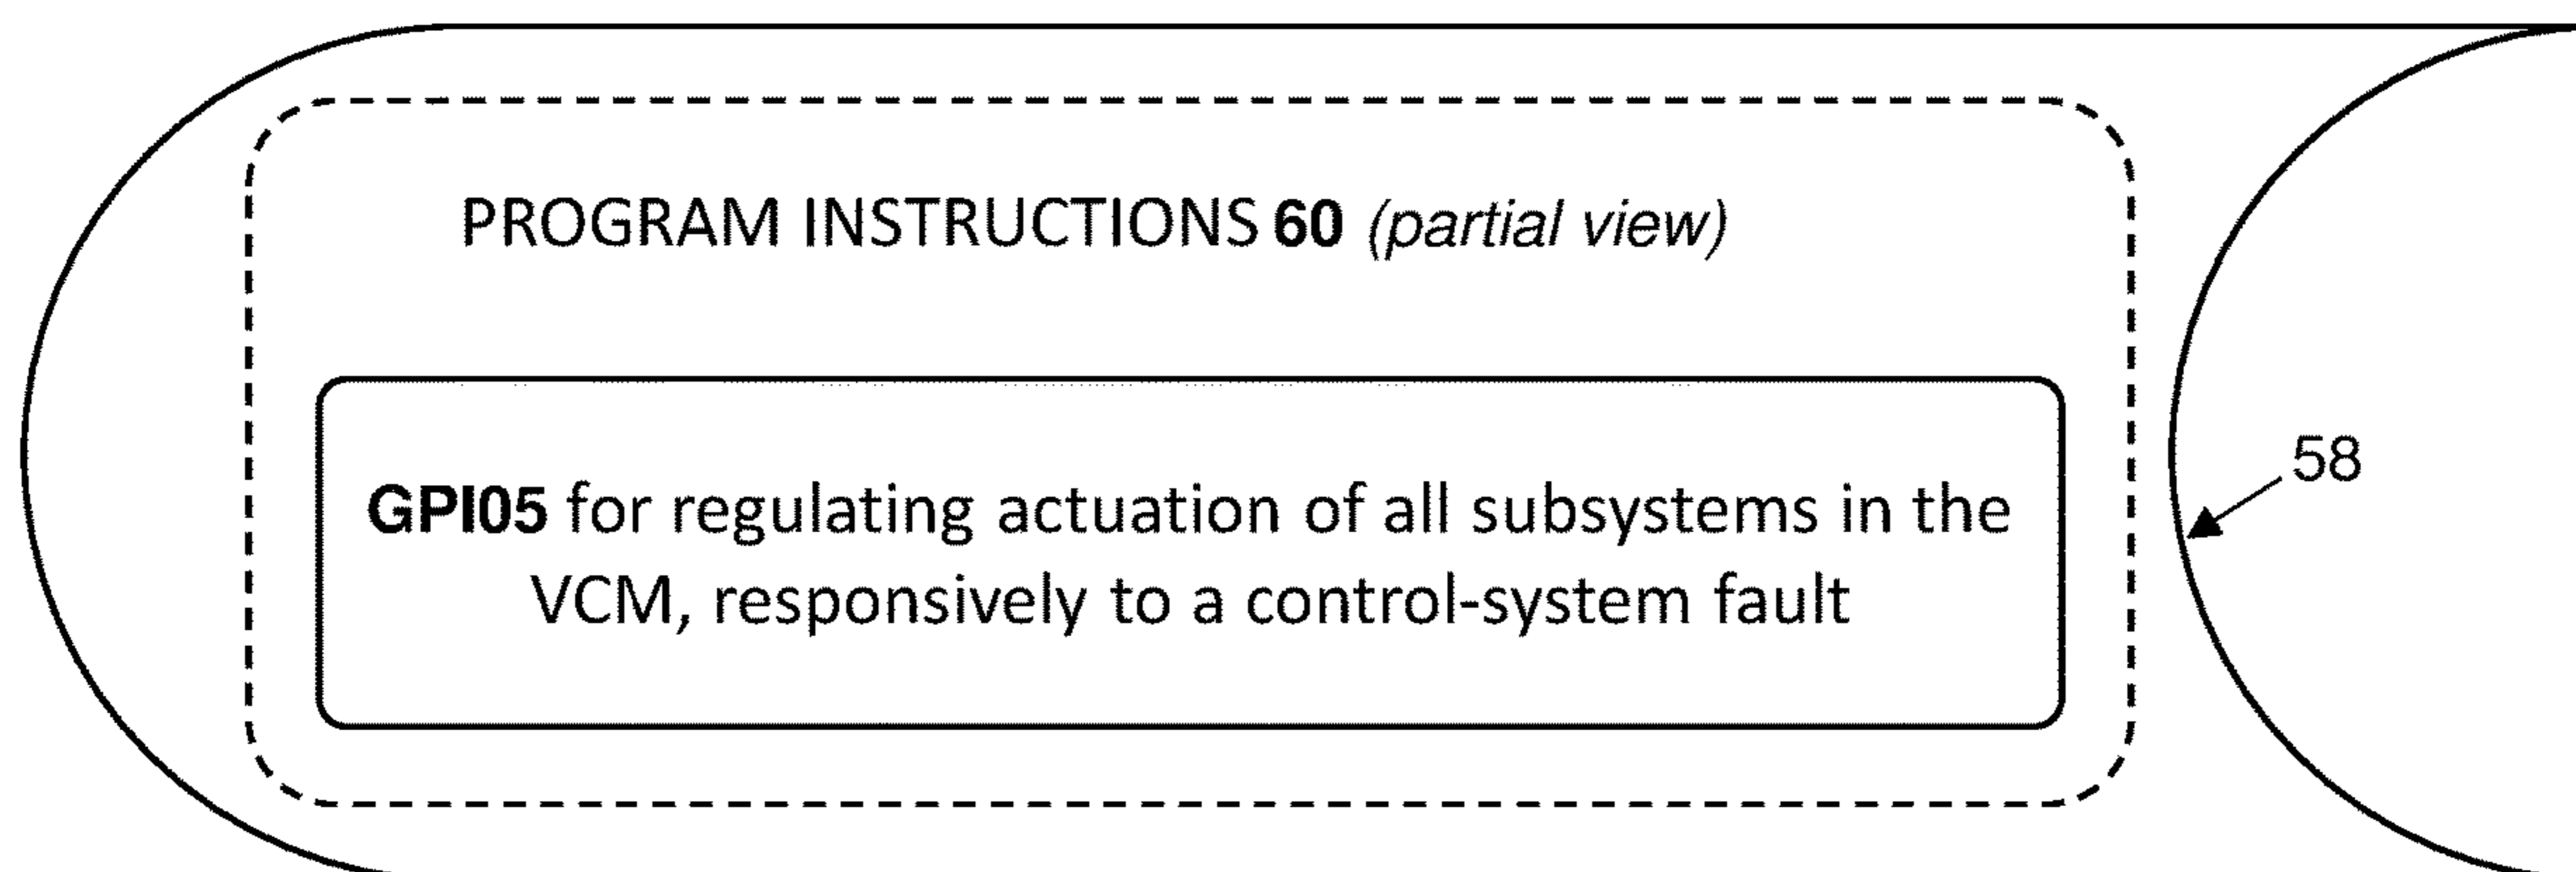 PROGRAM INSTRUCTIONS 60 (partial view)
GPI05 for regulating actuation of all subsystems in the
VCM, responsively to a control-system fault
58